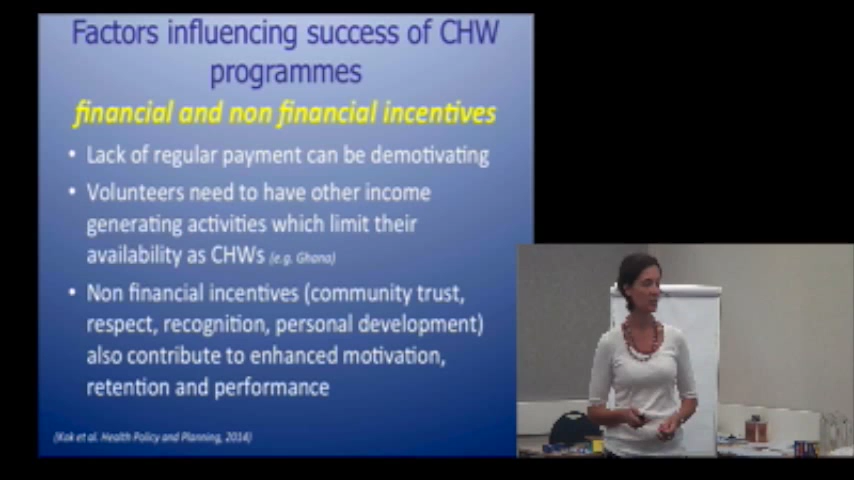 Factors influencing success of CHW
programmes
financial and non financial incentives
• Lack of regular payment can be demotivating
• Volunteers need to have other income
generating activities which limit their
availability as CHWs (e.g. Ghana)
• Non financial incentives (community trust,
respect, recognition, personal development)
also contribute to enhanced motivation,
retention and performance
(Kok et al. Health Policy and Planning, 2014)